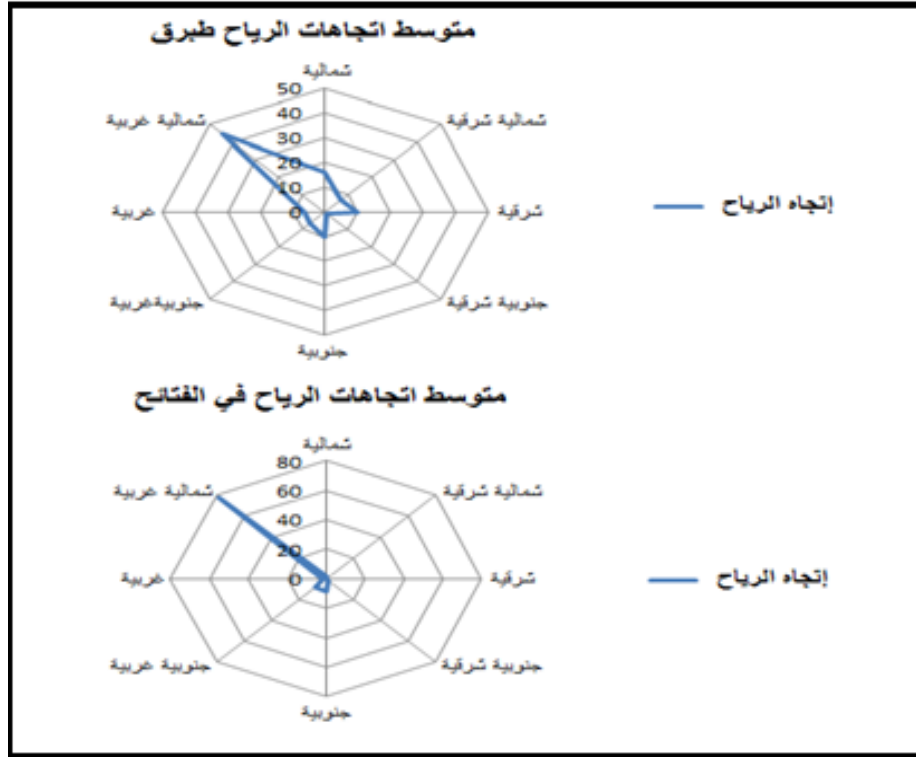 متوسط اتجاهات الرياح طبرق
شمالية
50
40
30
20
10
0
شمالية شرقية
شرقية
جنوبية شرقية
جنوبية
جنوبيةغربية
غربية
شمالية غربية
إتجاه الرياح
متوسط اتجاهات الرياح في الفتائح
شمالية
80
60
40
20
0
شمالية شرقية
شرقية
جنوبية شرقية
جنوبية
جنوبية غربية
غربية
شمالية غربية
إتجاه الرياح